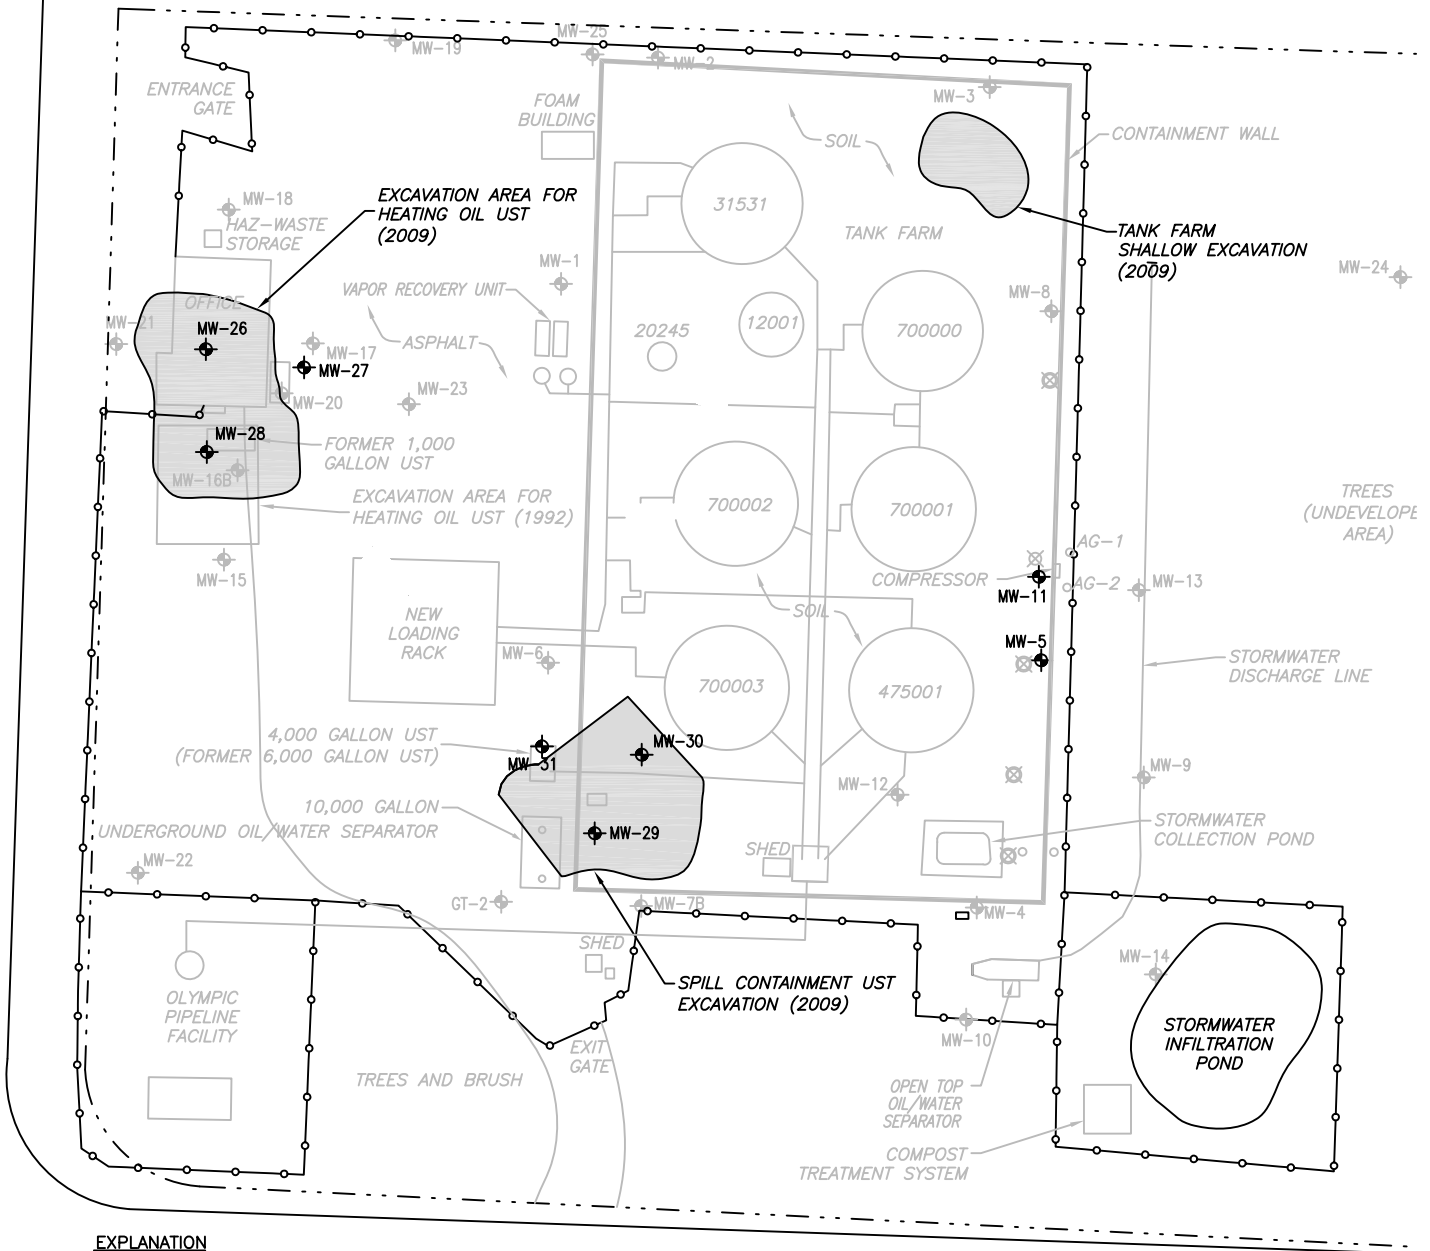 MW-25
MW-19
MW-2
ENTRANCE
GATE
MW-3
FOAM
BUILDING
SOIL
CONTAINMENT WALL
MW-18
EXCAVATION AREA FOR
HEATING OIL UST
(2009)
31531
HAZ-WASTE
STORAGE
TANK FARM
TANK FARM
SHALLOW EXCAVATION
(2009)
MW-1
MW-24
VAPOR RECOVERY UNIT
MW-8
OFFICE
MW-21
MW-26
20245
12001
700000
ASPHALT
MW-17
MW-27
MW-23
MW-20
MW-28
FORMER 1,000
GALLON UST
MW-16B
EXCAVATION AREA FOR
HEATING OIL UST (1992)
700002
700001
TREES
(UNDEVELOPE
AREA)
AG-1
MW-15
COMPRESSOR
AG-2
MW-13
MW-11
NEW
LOADING
RACK
SOIL
MW-5
MW-6
STORMWATER
DISCHARGE LINE
700003
475001
4,000 GALLON UST
(FORMER 6,000 GALLON UST)
MW-30
MW-31
MW-12
MW-9
10,000 GALLON
UNDERGROUND OIL/WATER SEPARATOR
MW-29
STORMWATER
COLLECTION POND
SHED
MW-22
GT-2
MW-7B
MW-4
SHED
MW-14
SPILL CONTAINMENT UST
EXCAVATION (2009)
OLYMPIC
PIPELINE
FACILITY
MW-10
STORMWATER
INFILTRATION
POND
EXIT
GATE
TREES AND BRUSH
OPEN TOP
OIL/WATER
SEPARATOR
COMPOST
TREATMENT SYSTEM
EXPLANATION